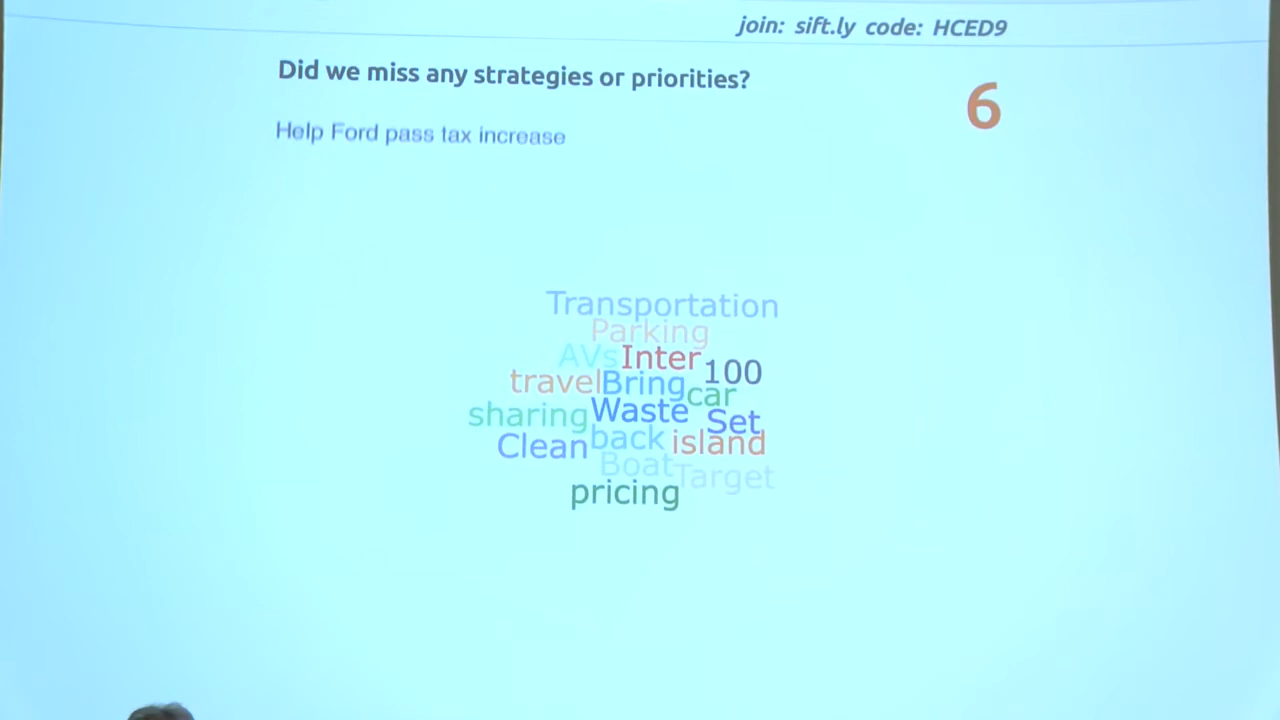 join: sift.ly code: HCED9
Did we miss any strategies or priorities?
6
Help Ford pass tax increase
Transportation
Parking
AVs Inter 100
travel Bring car
sharing Waste Set
Clean back island
Boat Target
pricing